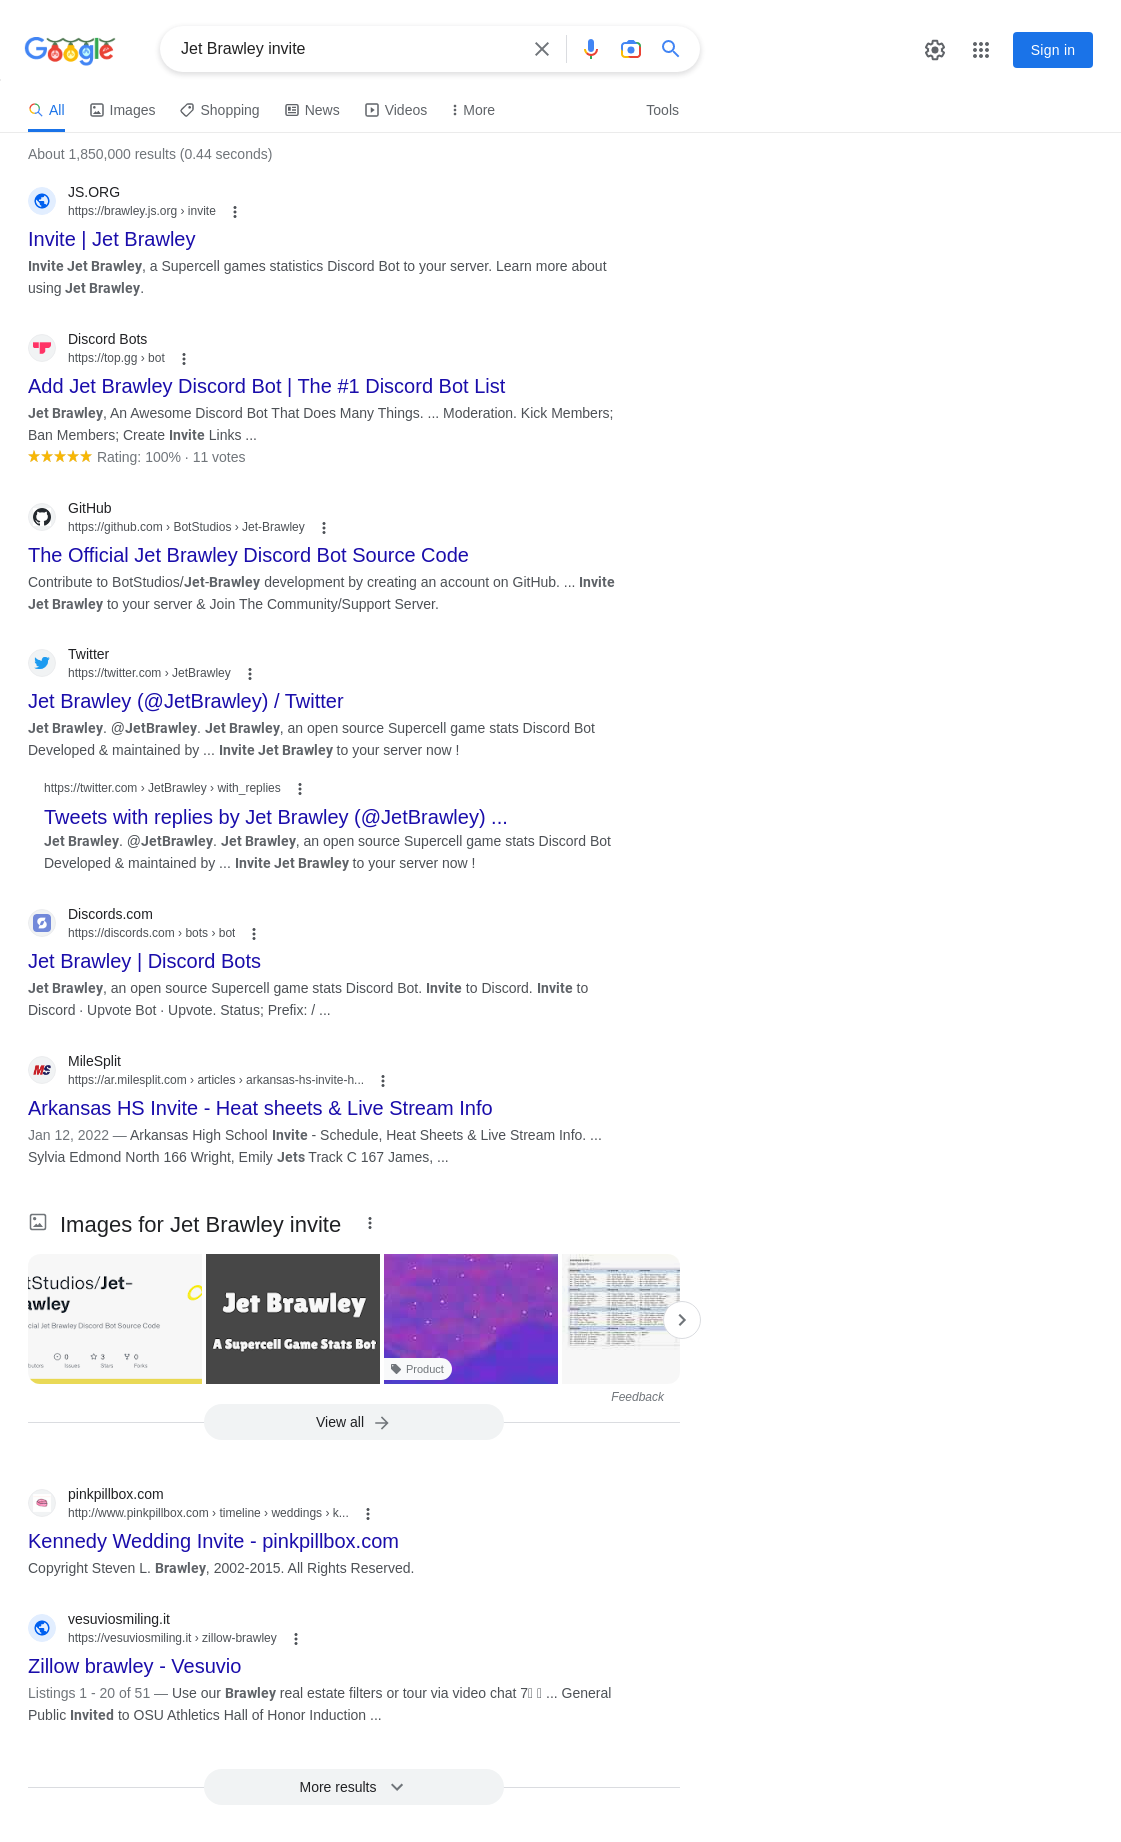 Google
Jet Brawley invite
Sign in
All
Images
Shopping
News
Videos
More
Tools
About 1,850,000 results (0.44 seconds)
JS.ORG
https://brawley.js.org › invite
Invite | Jet Brawley
Invite Jet Brawley, a Supercell games statistics Discord Bot to your server. Learn more about
using Jet Brawley.
Discord Bots
https://top.gg › bot
Add Jet Brawley Discord Bot | The #1 Discord Bot List
Jet Brawley, An Awesome Discord Bot That Does Many Things. ... Moderation. Kick Members;
Ban Members; Create Invite Links ...
Rating: 100% · 11 votes
GitHub
https://github.com › BotStudios › Jet-Brawley
The Official Jet Brawley Discord Bot Source Code
Contribute to BotStudios/Jet-Brawley development by creating an account on GitHub. ... Invite
Jet Brawley to your server & Join The Community/Support Server.
Twitter
https://twitter.com › JetBrawley
Jet Brawley (@JetBrawley) / Twitter
Jet Brawley. @JetBrawley. Jet Brawley, an open source Supercell game stats Discord Bot
Developed & maintained by ... Invite Jet Brawley to your server now !
https://twitter.com › JetBrawley › with_replies
Tweets with replies by Jet Brawley (@JetBrawley) ...
Jet Brawley. @JetBrawley. Jet Brawley, an open source Supercell game stats Discord Bot
Developed & maintained by ... Invite Jet Brawley to your server now !
Discords.com
https://discords.com › bots › bot
Jet Brawley | Discord Bots
Jet Brawley, an open source Supercell game stats Discord Bot. Invite to Discord. Invite to
Discord · Upvote Bot · Upvote. Status; Prefix: / ...
MS
MileSplit
https://ar.milesplit.com › articles › arkansas-hs-invite-h...
Arkansas HS Invite - Heat sheets & Live Stream Info
Jan 12, 2022 — Arkansas High School Invite - Schedule, Heat Sheets & Live Stream Info. ...
Sylvia Edmond North 166 Wright, Emily Jets Track C 167 James, ...
Images for Jet Brawley invite
tStudios/Jet-
awley
cial Jet Brawley Discord Bot Source Code
0 3 0
butors Issues Stars Forks
Jet Brawley
A Supercell Game Stats Bot
Product
Feedback
View all
pinkpillbox.com
http://www.pinkpillbox.com › timeline › weddings › k...
Kennedy Wedding Invite - pinkpillbox.com
Copyright Steven L. Brawley, 2002-2015. All Rights Reserved.
vesuviosmiling.it
https://vesuviosmiling.it › zillow-brawley
Zillow brawley - Vesuvio
Listings 1 - 20 of 51 — Use our Brawley real estate filters or tour via video chat 7 ... General
Public Invited to OSU Athletics Hall of Honor Induction ...
More results